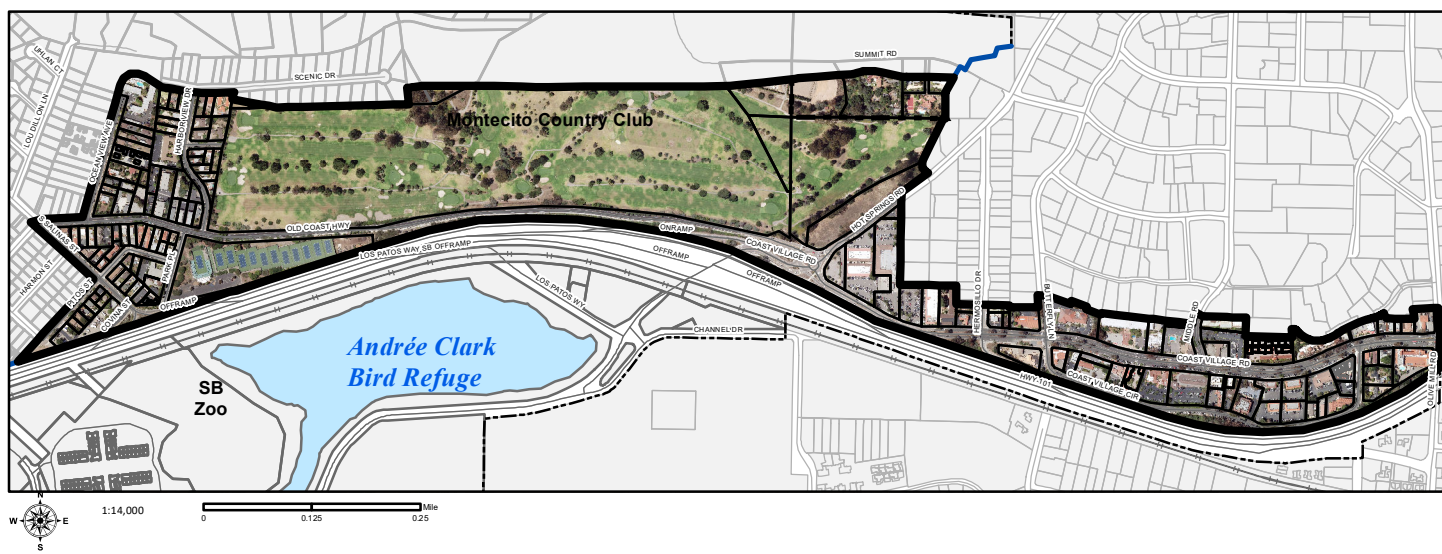 SUMMIT RD
UHLAN CT
SCENIC DR
LOU DILLON LN
HARBOR VIEW DR
OCEAN VIEW AVE
Montecito Country Club
HOT SPRINGS RD
S SALINAS ST
OLD COAST HWY
ONRAMP
COAST VILLAGE RD
LOS PATOS WAY SB OFFRAMP
OFFRAMP
OFFRAMP
PARK PL
HARMON ST
PITOS ST
COVINA ST
OFFRAMP
LOS PATOS WY
CHANNEL DR
HERMOSILLO DR
BUTTERFLY LN
MIDDLE RD
COAST VILLAGE RD
COAST VILLAGE CIR
HWY 101
OLIVE MILL RD
Andrée Clark
Bird Refuge
SB
Zoo
N
W
E
S
1:14,000
Mile
0
0.125
0.25